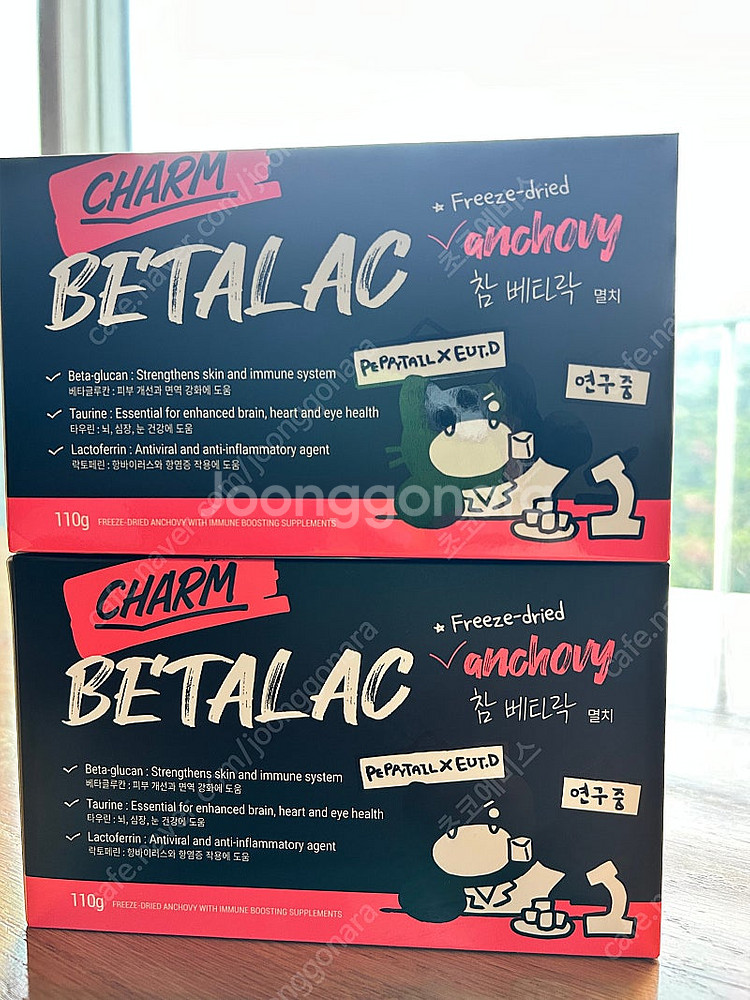 CHARM
BETALAC
Freeze-dried
anchovy
참 베티락 멸치
Beta-glucan : Strengthens skin and immune system
베타글루칸 : 피부 개선과 면역 강화에 도움
Taurine : Essential for enhanced brain, heart and eye health
타우린 : 뇌, 심장, 눈 건강에 도움
Lactoferrin : Antiviral and anti-inflammatory agent
락토페린 : 항바이러스와 항염증 작용에 도움
PEPAYTAIL X EUT.D
연구중
110g FREEZE-DRIED ANCHOVY WITH IMMUNE BOOSTING SUPPLEMENTS
Joonggonara
CHARM
BETALAC
Freeze-dried
anchovy
참 베티락 멸치
Beta-glucan : Strengthens skin and immune system
베타글루칸 : 피부 개선과 면역 강화에 도움
Taurine : Essential for enhanced brain, heart and eye health
타우린 : 뇌, 심장, 눈 건강에 도움
Lactoferrin : Antiviral and anti-inflammatory agent
락토페린 : 항바이러스와 항염증 작용에 도움
PEPAYTAIL X EUT.D
연구중
110g FREEZE-DRIED ANCHOVY WITH IMMUNE BOOSTING SUPPLEMENTS